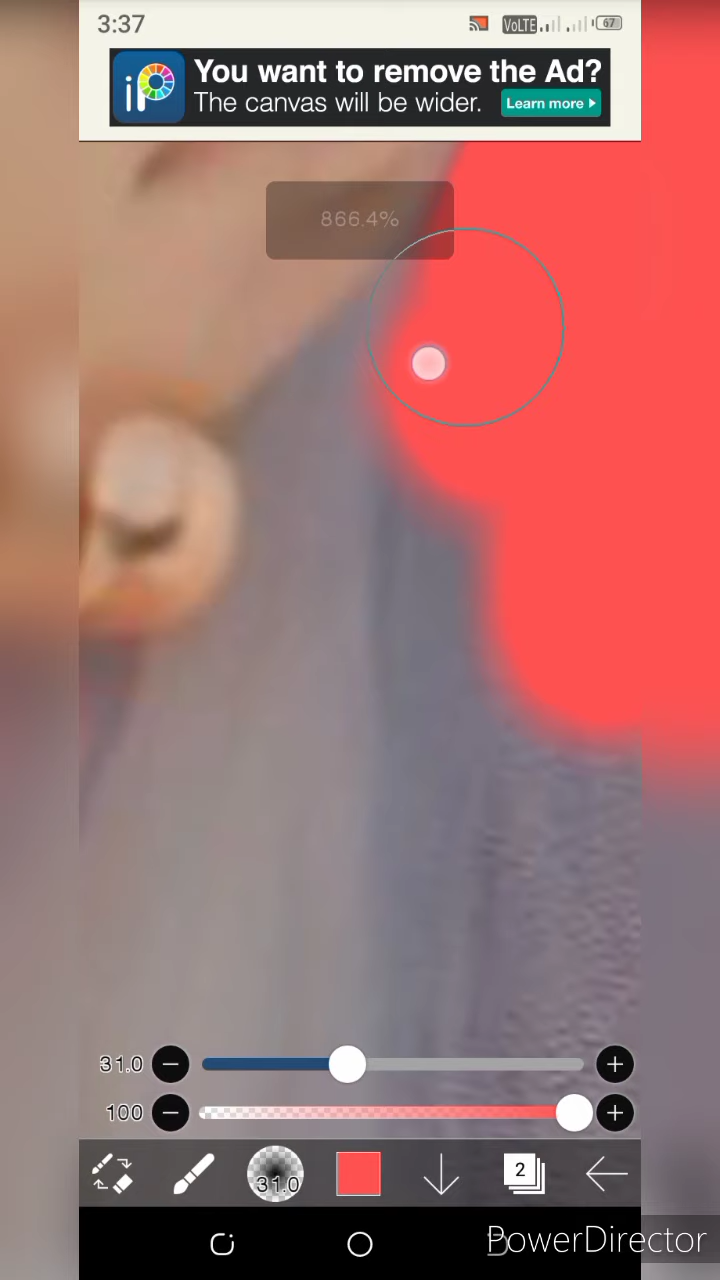 3:37
VoLTE
67
iP
You want to remove the Ad?
The canvas will be wider.
Learn more
866.4%
31.0
100
31.0
2
PowerDirector